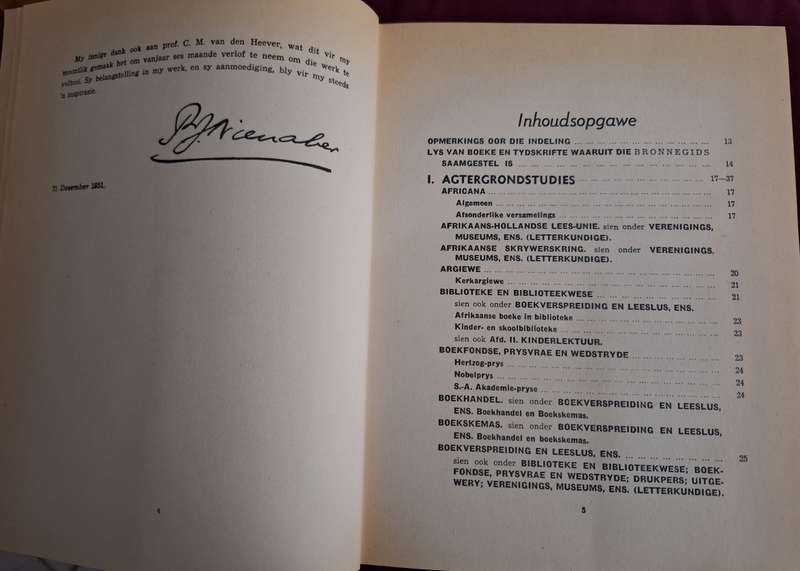 My innige dank ook aan prof. C. M. van den Heever, wat dit vir my
moontlik gemaak het om vanjaar ses maande verlof te neem om die werk te
voltooi. Sy belangstelling in my werk, en sy aanmoediging, bly vir my steeds
'n inspirasie.
P.J. Nienaber
Desember 1951.
4
Inhoudsopgawe
OPMERKINGS OOR DIE INDELING ... 13
LYS VAN BOEKE EN TYDSKRIFTE WAARUIT DIE BRONNEGIDS
SAAMGESTEL IS ... 14
I. AGTERGRONDSTUDIES ... 17—37
AFRICANA ... 17
Algemeen ... 17
Afsonderlike versamelings ... 17
AFRIKAANS-HOLLANDSE LEES-UNIE. sien onder VERENIGINGS,
MUSEUMS, ENS. (LETTERKUNDIGE).
AFRIKAANSE SKRYWERSKRING. sien onder VERENIGINGS.
MUSEUMS, ENS. (LETTERKUNDIGE).
ARGIEWE ... 20
Kerkargiewe ... 21
BIBLIOTEKE EN BIBLIOTEEKWESE ... 21
sien ook onder BOEKVERSPREIDING EN LEESLUS, ENS.
Afrikaanse boeke in biblioteke ... 23
Kinder- en skoolbiblioteke ... 23
sien ook Afd. II. KINDERLEKTUUR.
BOEKFONDSE, PRYSVRAE EN WEDSTRYDE ... 23
Hertzog-prys ... 24
Nobelprys ... 24
S.-A. Akademie-pryse ... 24
BOEKHANDEL. sien onder BOEKVERSPREIDING EN LEESLUS,
ENS. Boekhandel en Boekskemas.
BOEKSKEMAS. sien onder BOEKVERSPREIDING EN LEESLUS,
ENS. Boekhandel en boekskemas.
BOEKVERSPREIDING EN LEESLUS, ENS. ... 25
sien ook onder BIBLIOTEKE EN BIBLIOTEEKWESE; BOEK-
FONDSE, PRYSVRAE EN WEDSTRYDE; DRUKPERS; UITGE-
WERY; VERENIGINGS, MUSEUMS, ENS. (LETTERKUNDIGE).
5